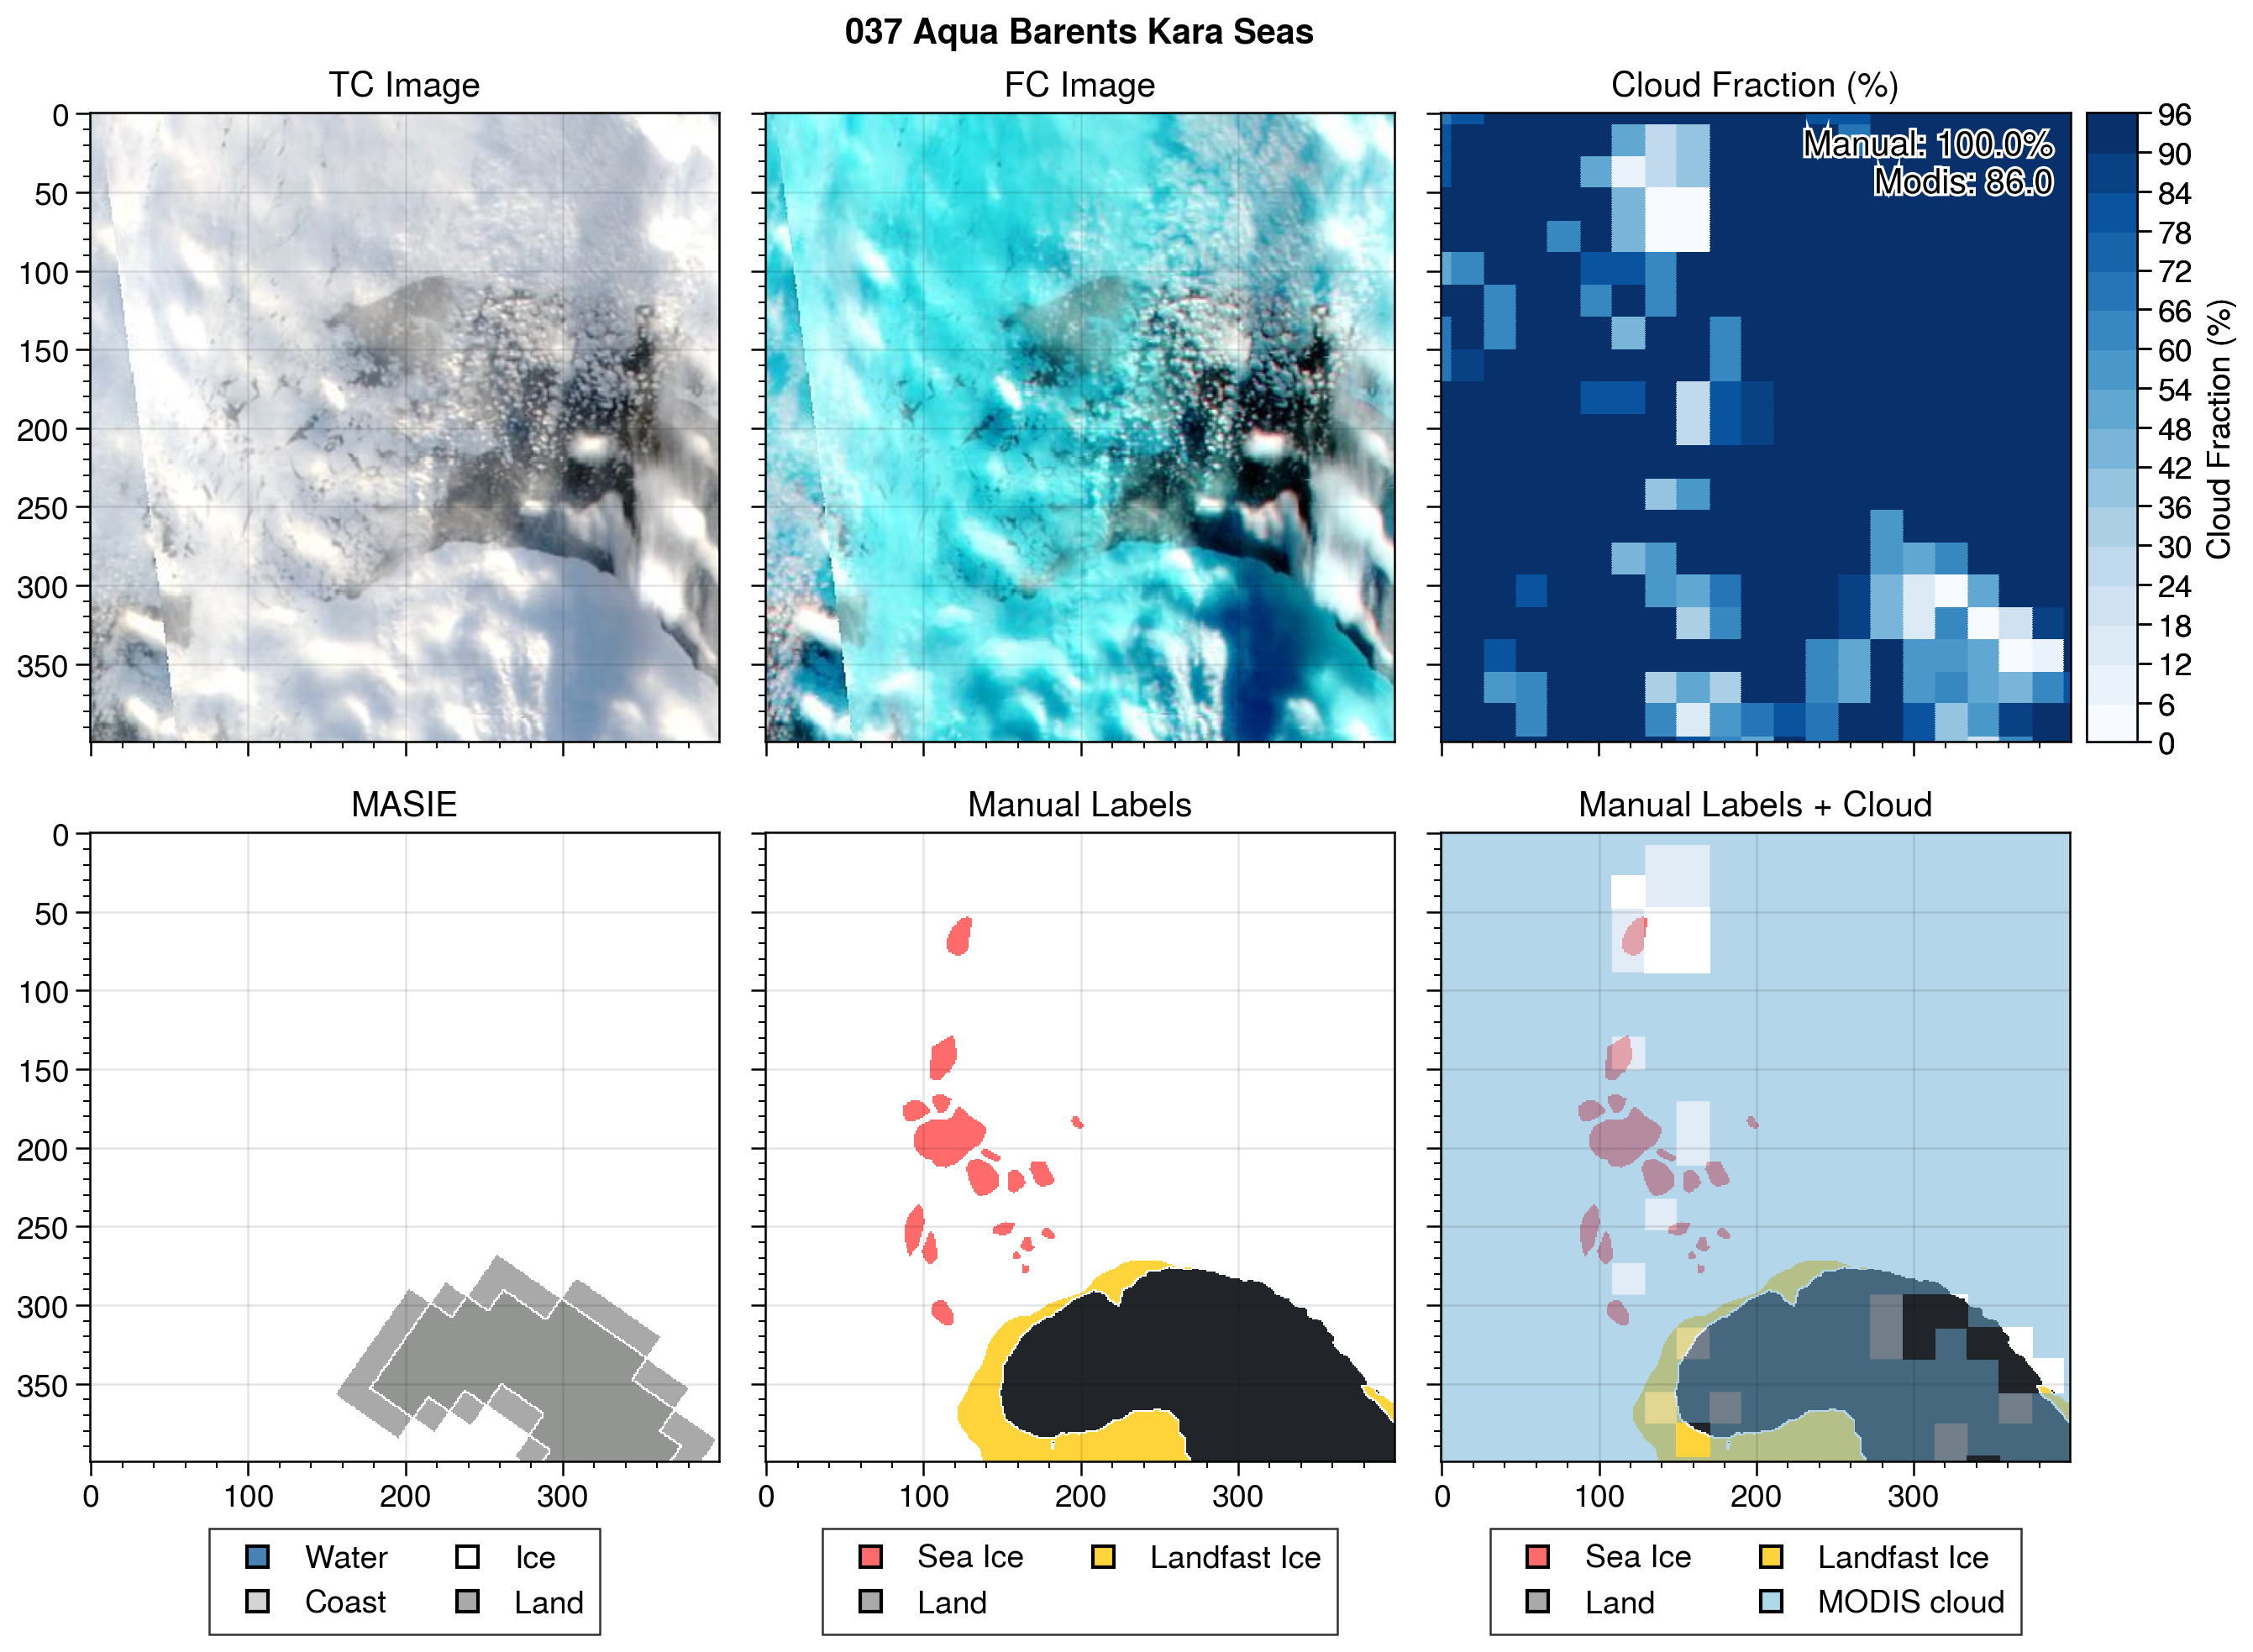 037 Aqua Barents Kara Seas
TC Image
FC Image
Cloud Fraction (%)
0
50
100
150
200
250
300
350
Manual: 100.0%
Modis: 86.0
96
90
84
78
72
66
60
54
48
42
36
30
24
18
12
6
0
Cloud Fraction (%)
MASIE
Manual Labels
Manual Labels + Cloud
0
50
100
150
200
250
300
350
0 100 200 300
0 100 200 300
0 100 200 300
Water Ice
Coast Land
Sea Ice Landfast Ice
Land
Sea Ice Landfast Ice
Land MODIS cloud